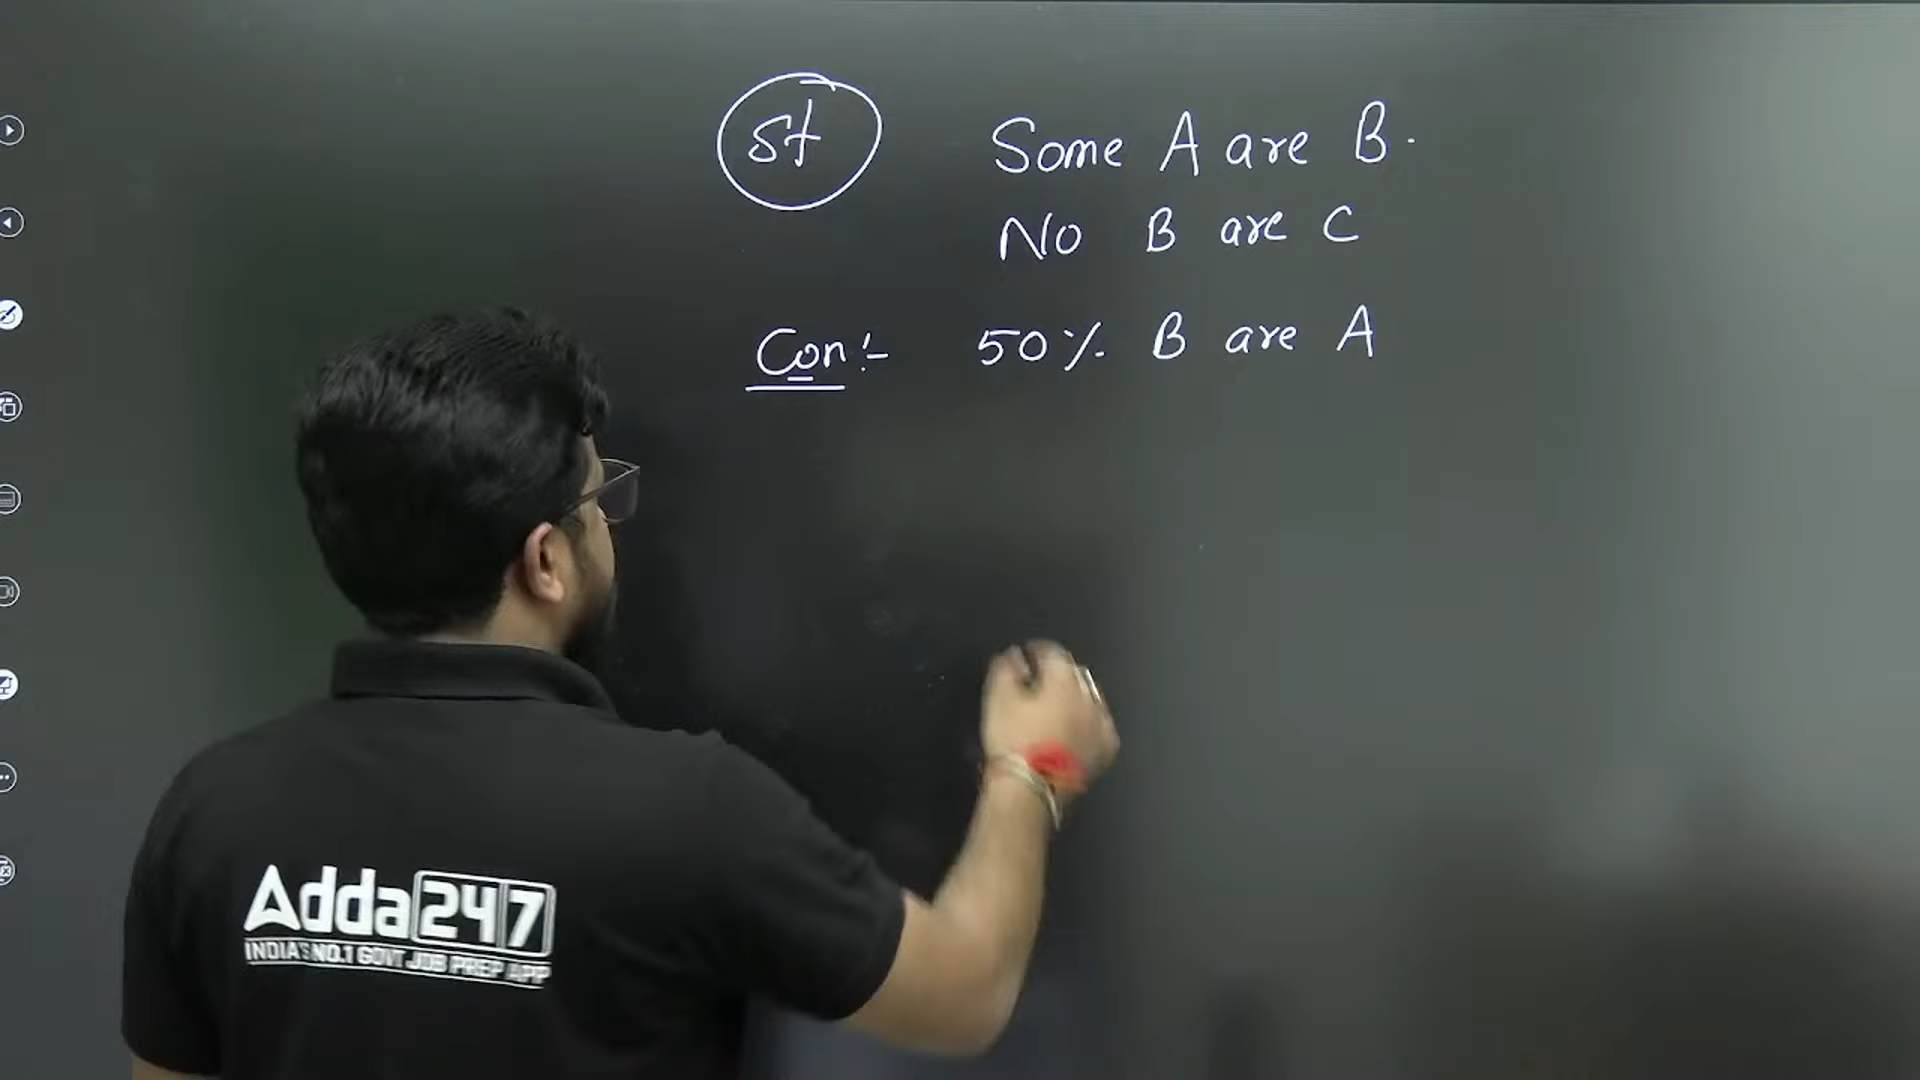 St
Some A are B.
No B are C
Con:- 50% B are A
Adda247
INDIA'S NO.1 GOVT JOB PREP APP